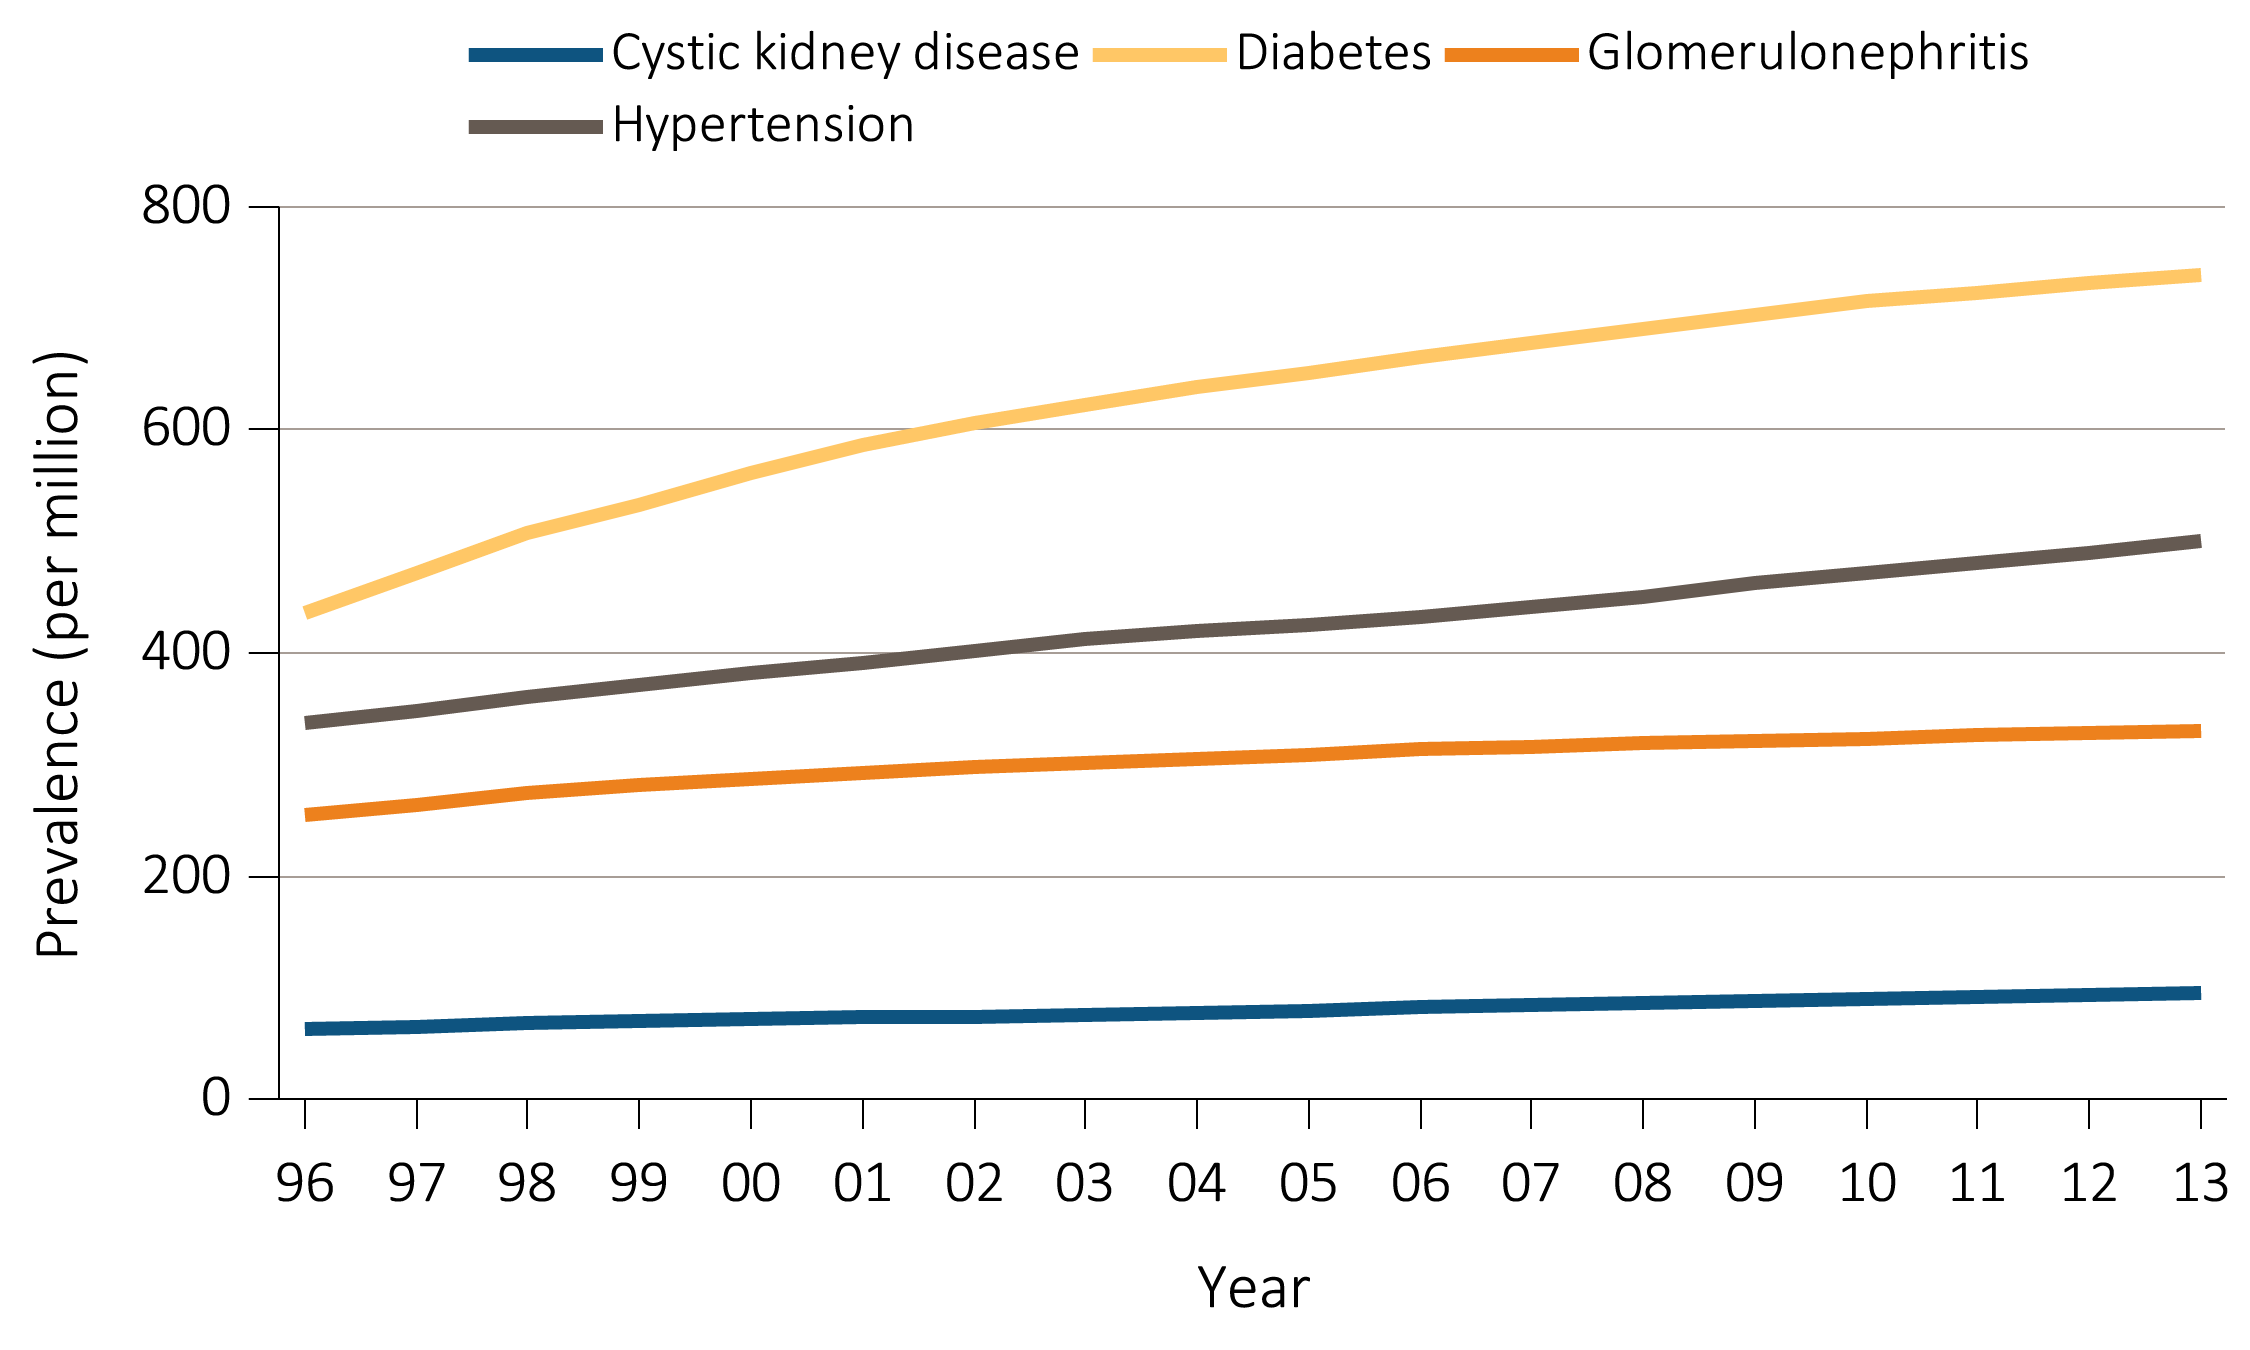 Cystic kidney disease Diabetes Glomerulonephritis
Hypertension
800
600
400
200
0
Prevalence (per million)
96 97 98 99 00 01 02 03 04 05 06 07 08 09 10 11 12 13
Year